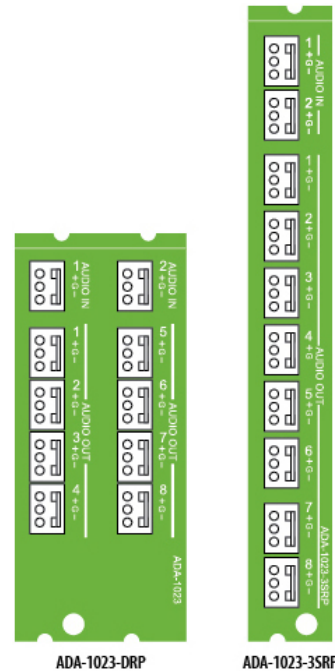 1
+ G –
AUDIO IN
2
+ G –
AUDIO IN
1
+ G –
5
+ G –
2
+ G –
6
+ G –
AUDIO OUT
AUDIO OUT
3
+ G –
7
+ G –
4
+ G –
8
+ G –
ADA-1023
ADA-1023-DRP
1
+ G –
AUDIO IN
2
+ G –
1
+ G –
2
+ G –
3
+ G –
4
+ G
AUDIO OUT
5
+ G –
6
+ G –
7
+ G –
ADA-1023-3SRP
8
+ G –
ADA-1023-3SRP